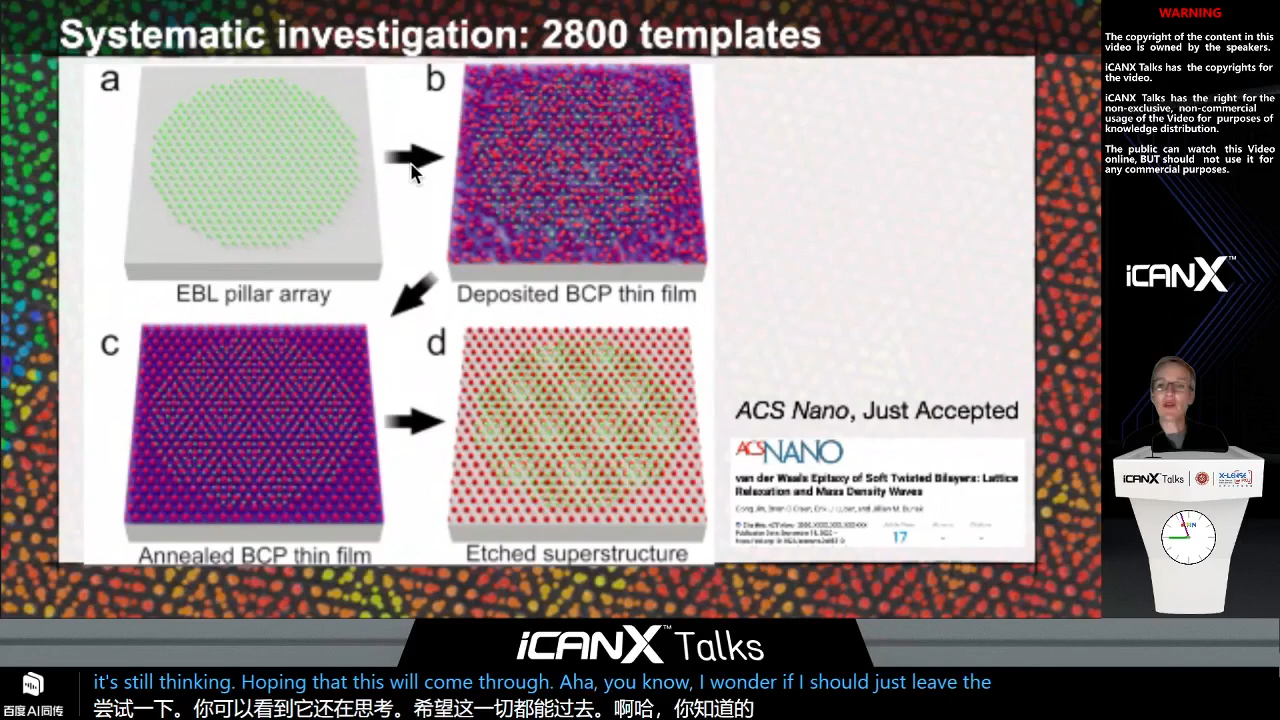 Systematic investigation: 2800 templates
a
b
EBL pillar array
Deposited BCP thin film
c
d
Annealed BCP thin film
Etched superstructure
ACS Nano, Just Accepted
ACS NANO
van der Waals Epitaxy of Soft Twisted Bilayers: Lattice
Relaxation and Mass Density Waves
17
WARNING
The copyright of the content in this
video is owned by the speakers.
iCANX Talks has the copyrights for
the video.
iCANX Talks has the right for the
non-exclusive, non-commercial
usage of the Video for purposes of
knowledge distribution.
The public can watch this Video
online, BUT should not use it for
any commercial purposes.
iCANX™
iCANX Talks
iCANX™ Talks
百度AI同传
it's still thinking. Hoping that this will come through. Aha, you know, I wonder if I should just leave the
尝试一下。你可以看到它还在思考。希望这一切都能过去。啊哈，你知道的